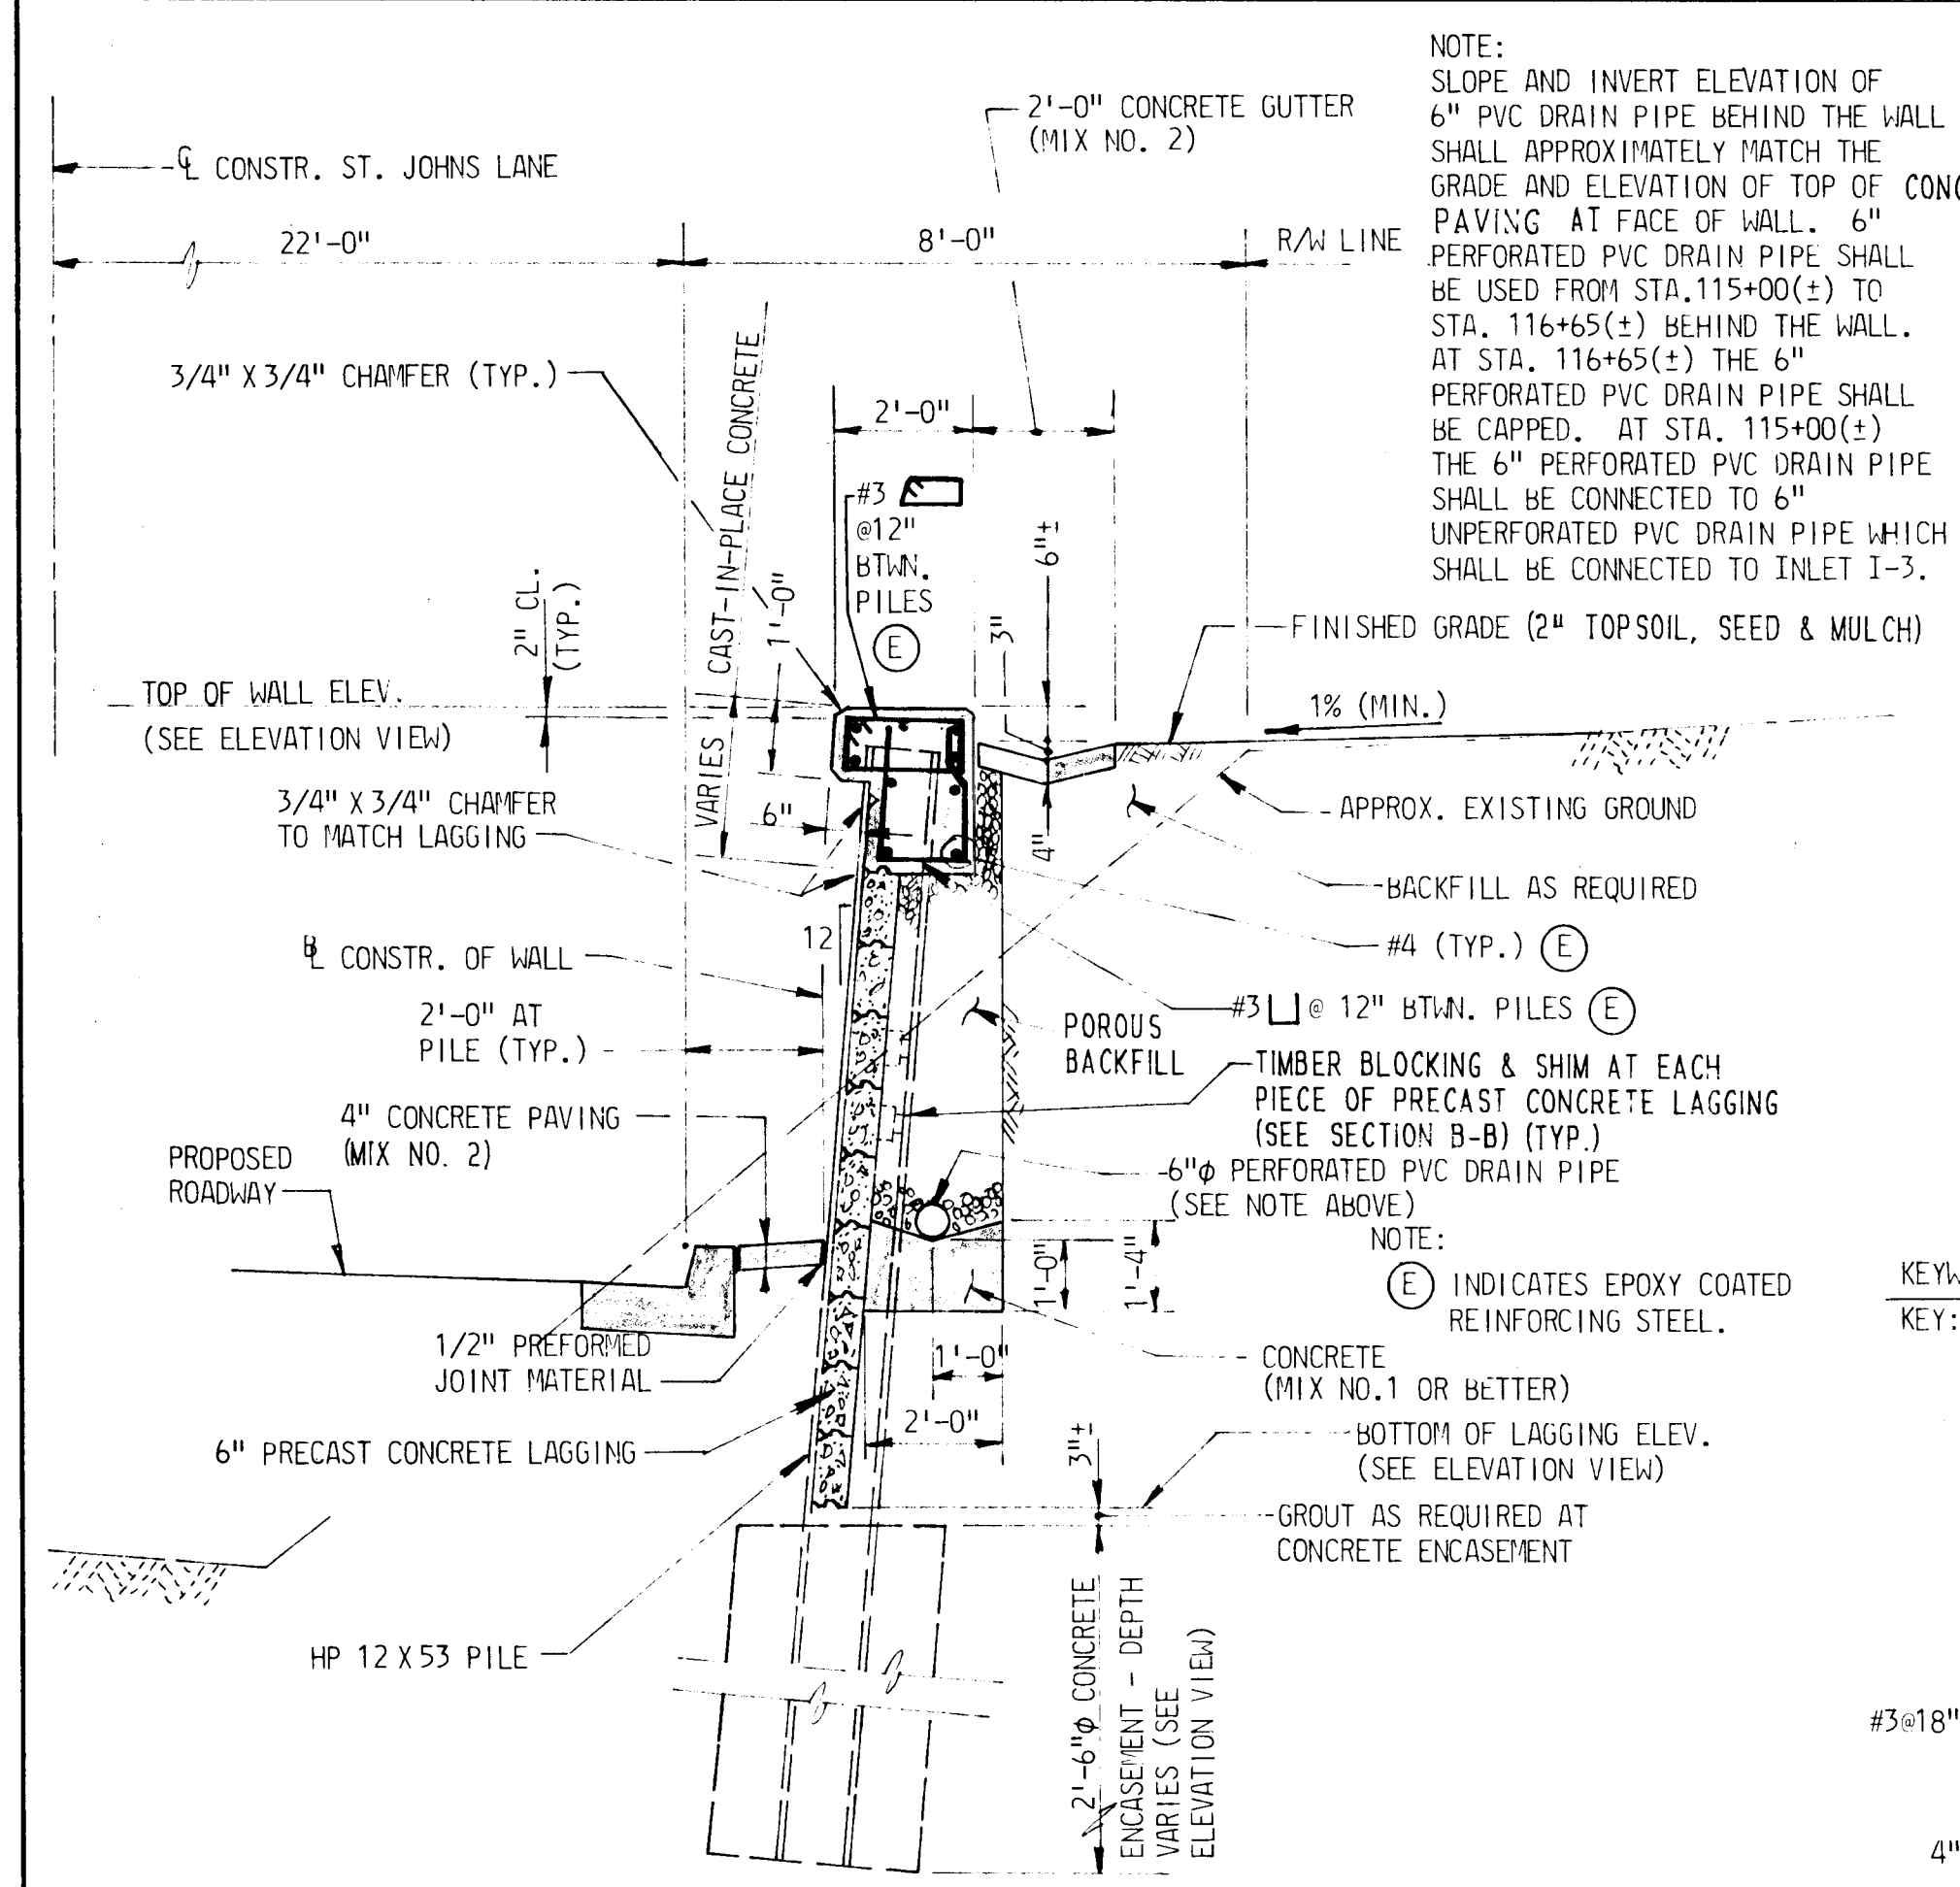 NOTE:
SLOPE AND INVERT ELEVATION OF
6" PVC DRAIN PIPE BEHIND THE WALL
SHALL APPROXIMATELY MATCH THE
GRADE AND ELEVATION OF TOP OF
PAVING AT FACE OF WALL. 6"
PERFORATED PVC DRAIN PIPE SHALL
BE USED FROM STA.115+00(±) TO
STA. 116+65(±) BEHIND THE WALL.
AT STA. 116+65(±) THE 6"
PERFORATED PVC DRAIN PIPE SHALL
BE CAPPED. AT STA. 115+00(±)
THE 6" PERFORATED PVC DRAIN PIPE
SHALL BE CONNECTED TO 6"
UNPERFORATED PVC DRAIN PIPE WHICH
SHALL BE CONNECTED TO INLET I-3.
2'-0" CONCRETE GUTTER
(MIX NO. 2)
℄ CONSTR. ST. JOHNS LANE
22'-0"
8'-0"
R/W LINE
3/4" X 3/4" CHAMFER (TYP.)
CAST-IN-PLACE CONCRETE
VARIES
2'-0"
#3
@12"
BTWN.
PILES
E
1'-0"
6"±
3"
2" CL.
(TYP.)
FINISHED GRADE (2" TOPSOIL, SEED & MULCH)
TOP OF WALL ELEV.
(SEE ELEVATION VIEW)
1% (MIN.)
3/4" X 3/4" CHAMFER
TO MATCH LAGGING
6"
4"
APPROX. EXISTING GROUND
BACKFILL AS REQUIRED
#4 (TYP.) E
12
BL CONSTR. OF WALL
2'-0" AT
PILE (TYP.)
#3 @ 12" BTWN. PILES E
POROUS
BACKFILL
TIMBER BLOCKING & SHIM AT EACH
PIECE OF PRECAST CONCRETE LAGGING
(SEE SECTION B-B) (TYP.)
4" CONCRETE PAVING
(MIX NO. 2)
PROPOSED
ROADWAY
6"ϕ PERFORATED PVC DRAIN PIPE
(SEE NOTE ABOVE)
NOTE:
E INDICATES EPOXY COATED
REINFORCING STEEL.
KEY:
1'-0"
1'-4"
1/2" PREFORMED
JOINT MATERIAL
1'-0"
2'-0"
CONCRETE
(MIX NO.1 OR BETTER)
6" PRECAST CONCRETE LAGGING
3"±
BOTTOM OF LAGGING ELEV.
(SEE ELEVATION VIEW)
GROUT AS REQUIRED AT
CONCRETE ENCASEMENT
HP 12 X 53 PILE
2'-6"ϕ CONCRETE
ENCASEMENT - DEPTH
VARIES (SEE
ELEVATION VIEW)
#3@18"
4"